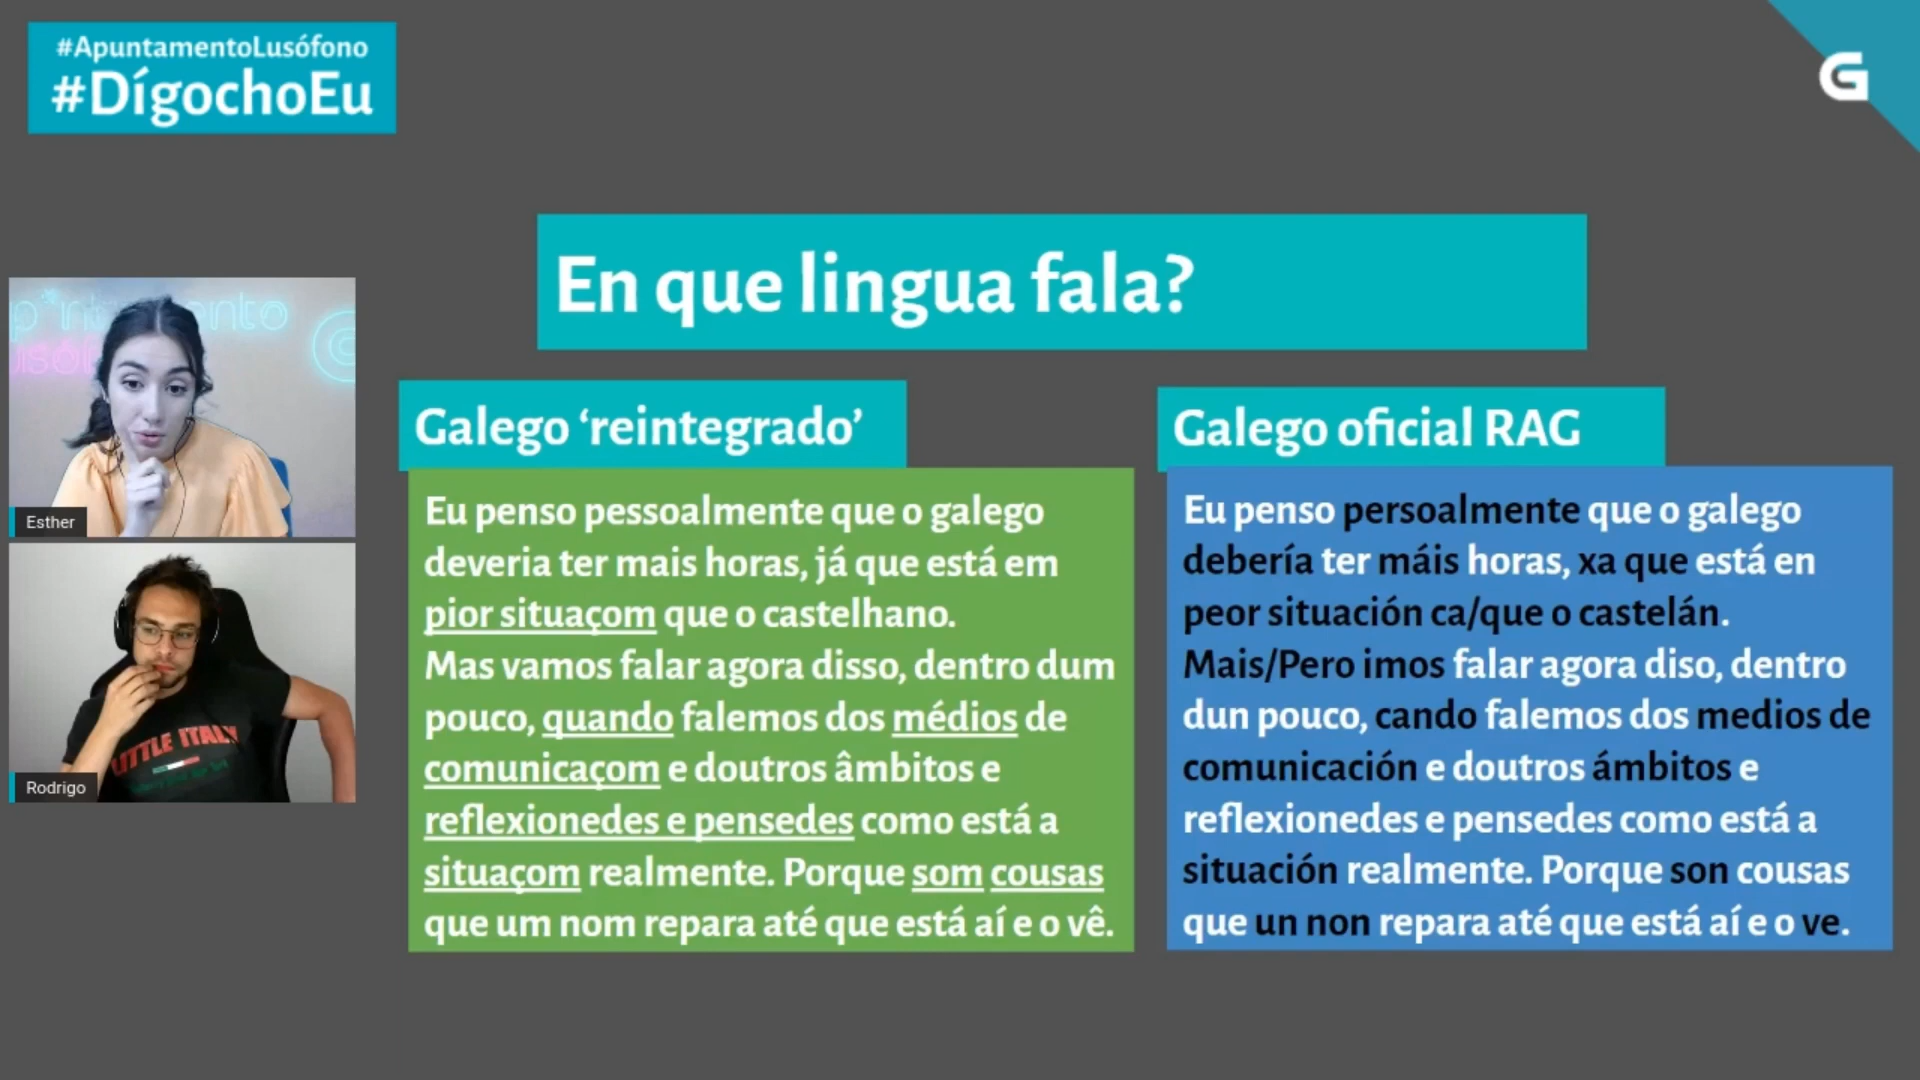 #ApuntamentoLusófono
#DígochoEu
G
En que lingua fala?
Esther
Rodrigo
LITTLE ITALY
Galego ‘reintegrado’
Eu penso pessoalmente que o galego
deveria ter mais horas, já que está em
pior situaçom que o castelhano.
Mas vamos falar agora disso, dentro dum
pouco, quando falemos dos médios de
comunicaçom e doutros âmbitos e
reflexionedes e pensedes como está a
situaçom realmente. Porque som cousas
que um nom repara até que está aí e o vê.
Galego oficial RAG
Eu penso persoalmente que o galego
debería ter máis horas, xa que está en
peor situación ca/que o castelán.
Mais/Pero imos falar agora diso, dentro
dun pouco, cando falemos dos medios de
comunicación e doutros ámbitos e
reflexionedes e pensedes como está a
situación realmente. Porque son cousas
que un non repara até que está aí e o ve.